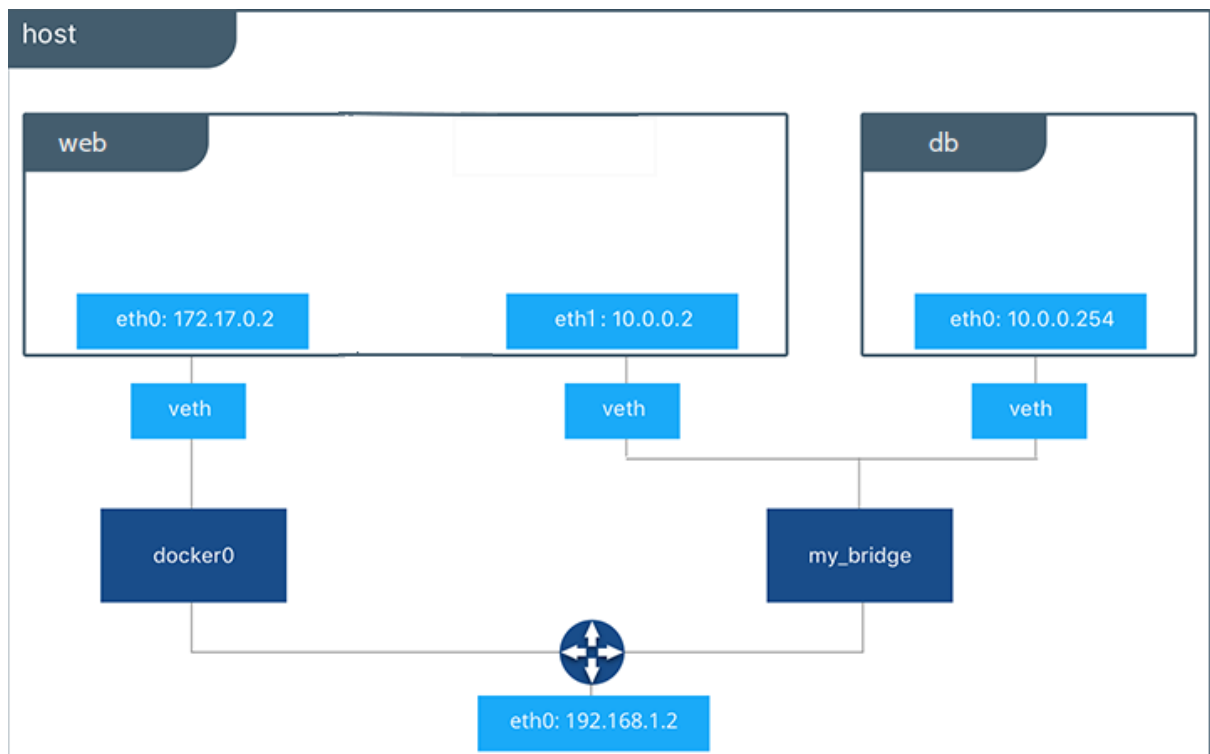 host
web
db
eth0: 172.17.0.2
eth1: 10.0.0.2
eth0: 10.0.0.254
veth
veth
veth
docker0
my_bridge
eth0: 192.168.1.2